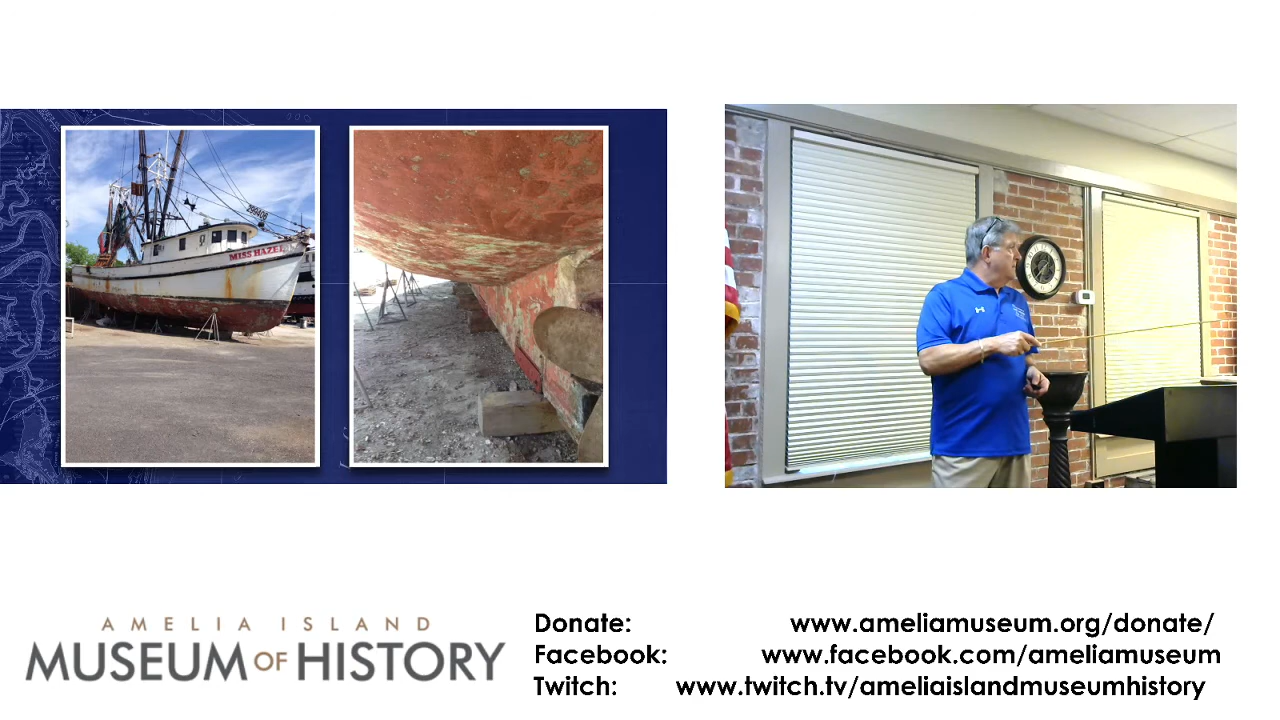 MISS HAZEL
AMELIA ISLAND
MUSEUM OF HISTORY
Donate: www.ameliamuseum.org/donate/
Facebook: www.facebook.com/ameliamuseum
Twitch: www.twitch.tv/ameliaislandmuseumhistory